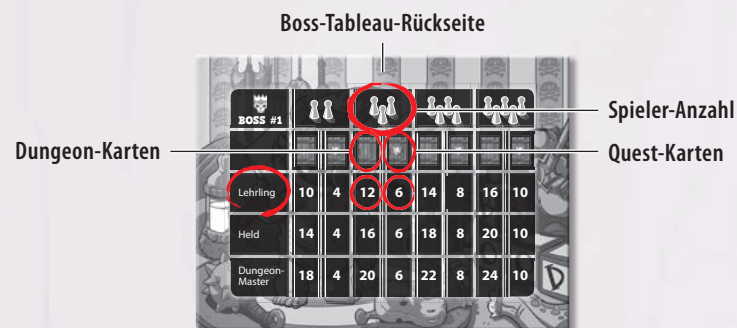 Boss-Tableau-Rückseite
BOSS #1
Spieler-Anzahl
Dungeon-Karten
Quest-Karten
Lehrling 10 4 12 6 14 8 16 10
Held 14 4 16 6 18 8 20 10
Dungeon-
Master 18 4 20 6 22 8 24 10
D